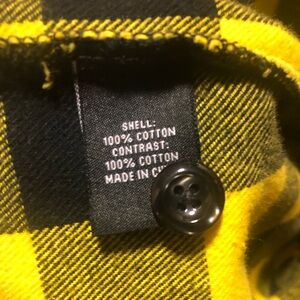 SHELL:
100% COTTON
CONTRAST:
100% COTTON
MADE IN